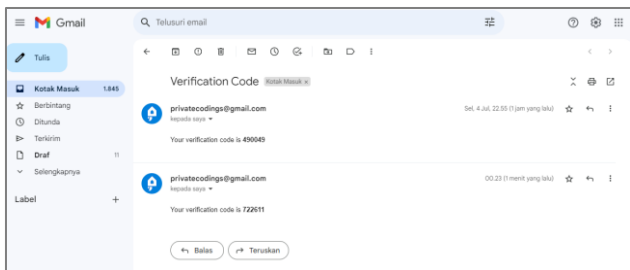 Gmail
Telusuri email
Tulis
Kotak Masuk 1.845
Berbintang
Ditunda
Terkirim
Draf 11
Selengkapnya
Label +
Verification Code Kotak Masuk ×
privatecodings@gmail.com Sel, 4 Jul, 22.55 (1 jam yang lalu)
kepada saya
Your verification code is 490049
privatecodings@gmail.com 00.23 (1 menit yang lalu)
kepada saya
Your verification code is 722611
Balas Teruskan